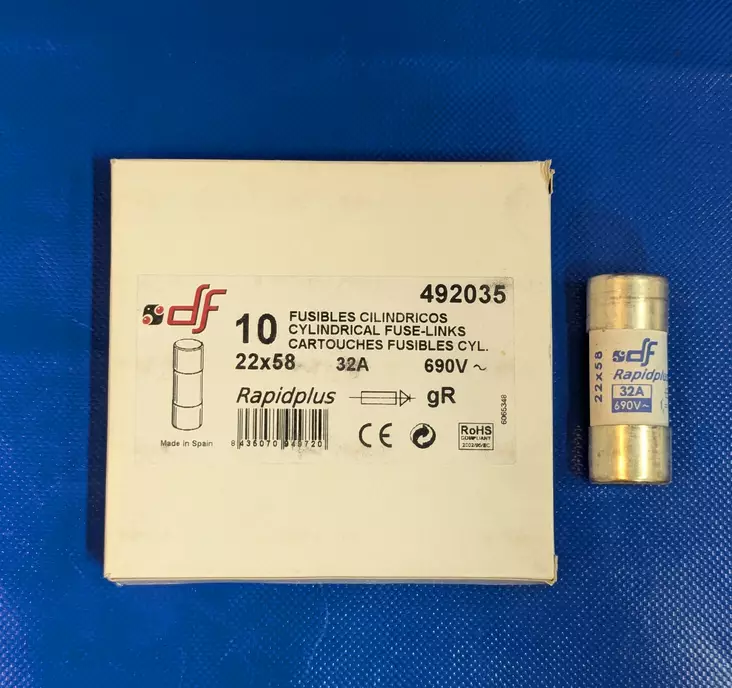 492035
df
10
FUSIBLES CILINDRICOS
CYLINDRICAL FUSE-LINKS
CARTOUCHES FUSIBLES CYL.
22x58 32A 690V ~
Rapidplus gR
Made in Spain
8 435070 940720
CE
RoHS
COMPLIANT
2002/95/EC
6065348
22x58
df
Rapidplus
32A
690V~